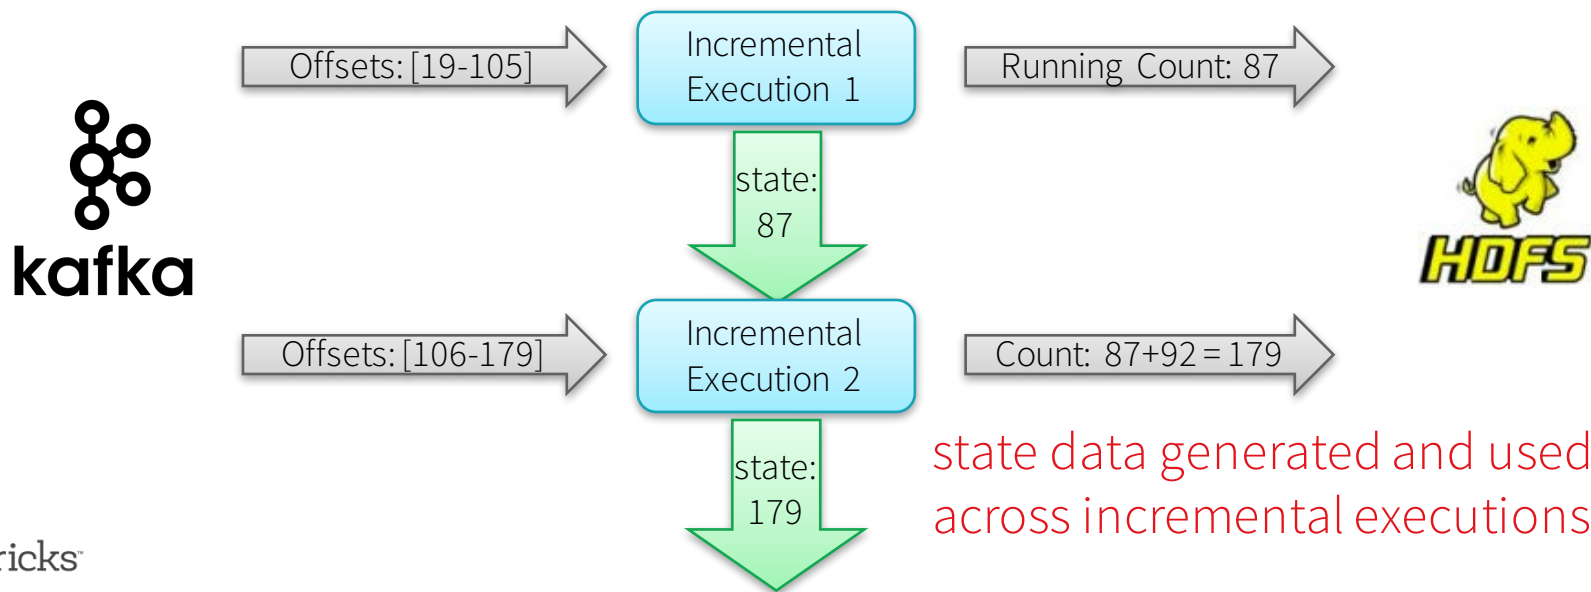 Offsets: [19-105]
Incremental
Execution 1
Running Count: 87
kafka
state:
87
HDFS
Offsets: [106-179]
Incremental
Execution 2
Count: 87+92 = 179
state:
179
state data generated and used
across incremental executions
ricks™